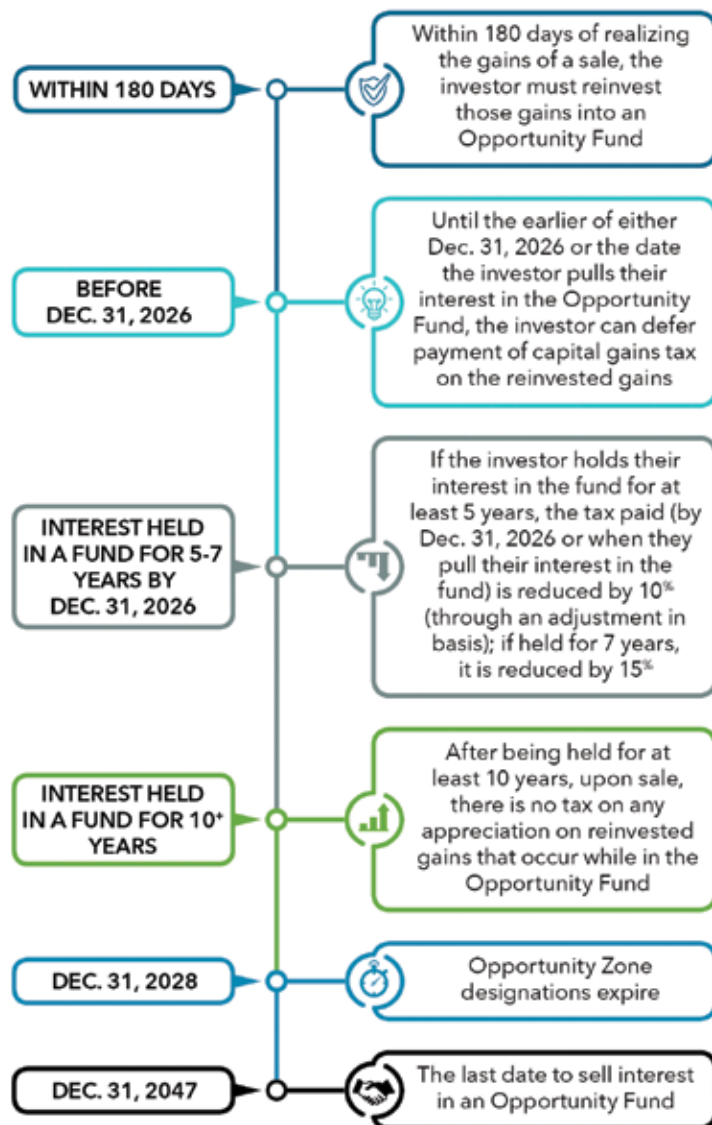 WITHIN 180 DAYS
Within 180 days of realizing
the gains of a sale, the
investor must reinvest
those gains into an
Opportunity Fund
BEFORE
DEC. 31, 2026
Until the earlier of either
Dec. 31, 2026 or the date
the investor pulls their
interest in the Opportunity
Fund, the investor can defer
payment of capital gains tax
on the reinvested gains
INTEREST HELD
IN A FUND FOR 5-7
YEARS BY
DEC. 31, 2026
If the investor holds their
interest in the fund for at
least 5 years, the tax paid (by
Dec. 31, 2026 or when they
pull their interest in the
fund) is reduced by 10%
(through an adjustment in
basis); if held for 7 years,
it is reduced by 15%
INTEREST HELD
IN A FUND FOR 10+
YEARS
After being held for at
least 10 years, upon sale,
there is no tax on any
appreciation on reinvested
gains that occur while in the
Opportunity Fund
DEC. 31, 2028
Opportunity Zone
designations expire
DEC. 31, 2047
The last date to sell interest
in an Opportunity Fund